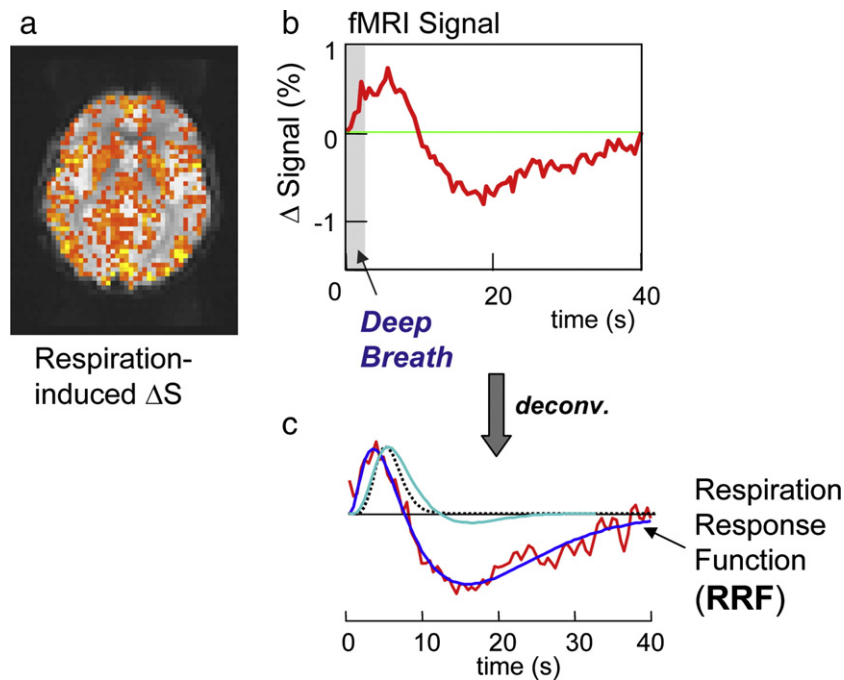 a
Respiration-
induced ΔS
b
fMRI Signal
Δ Signal (%)
1
0
-1
0
20
40
time (s)
Deep
Breath
deconv.
c
Respiration
Response
Function
(RRF)
0
10
20
30
40
time (s)